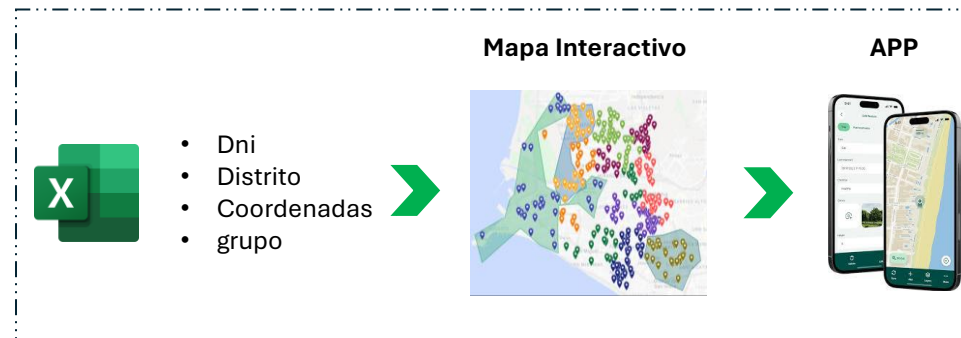 Mapa Interactivo
APP
X
• Dni
• Distrito
• Coordenadas
• grupo